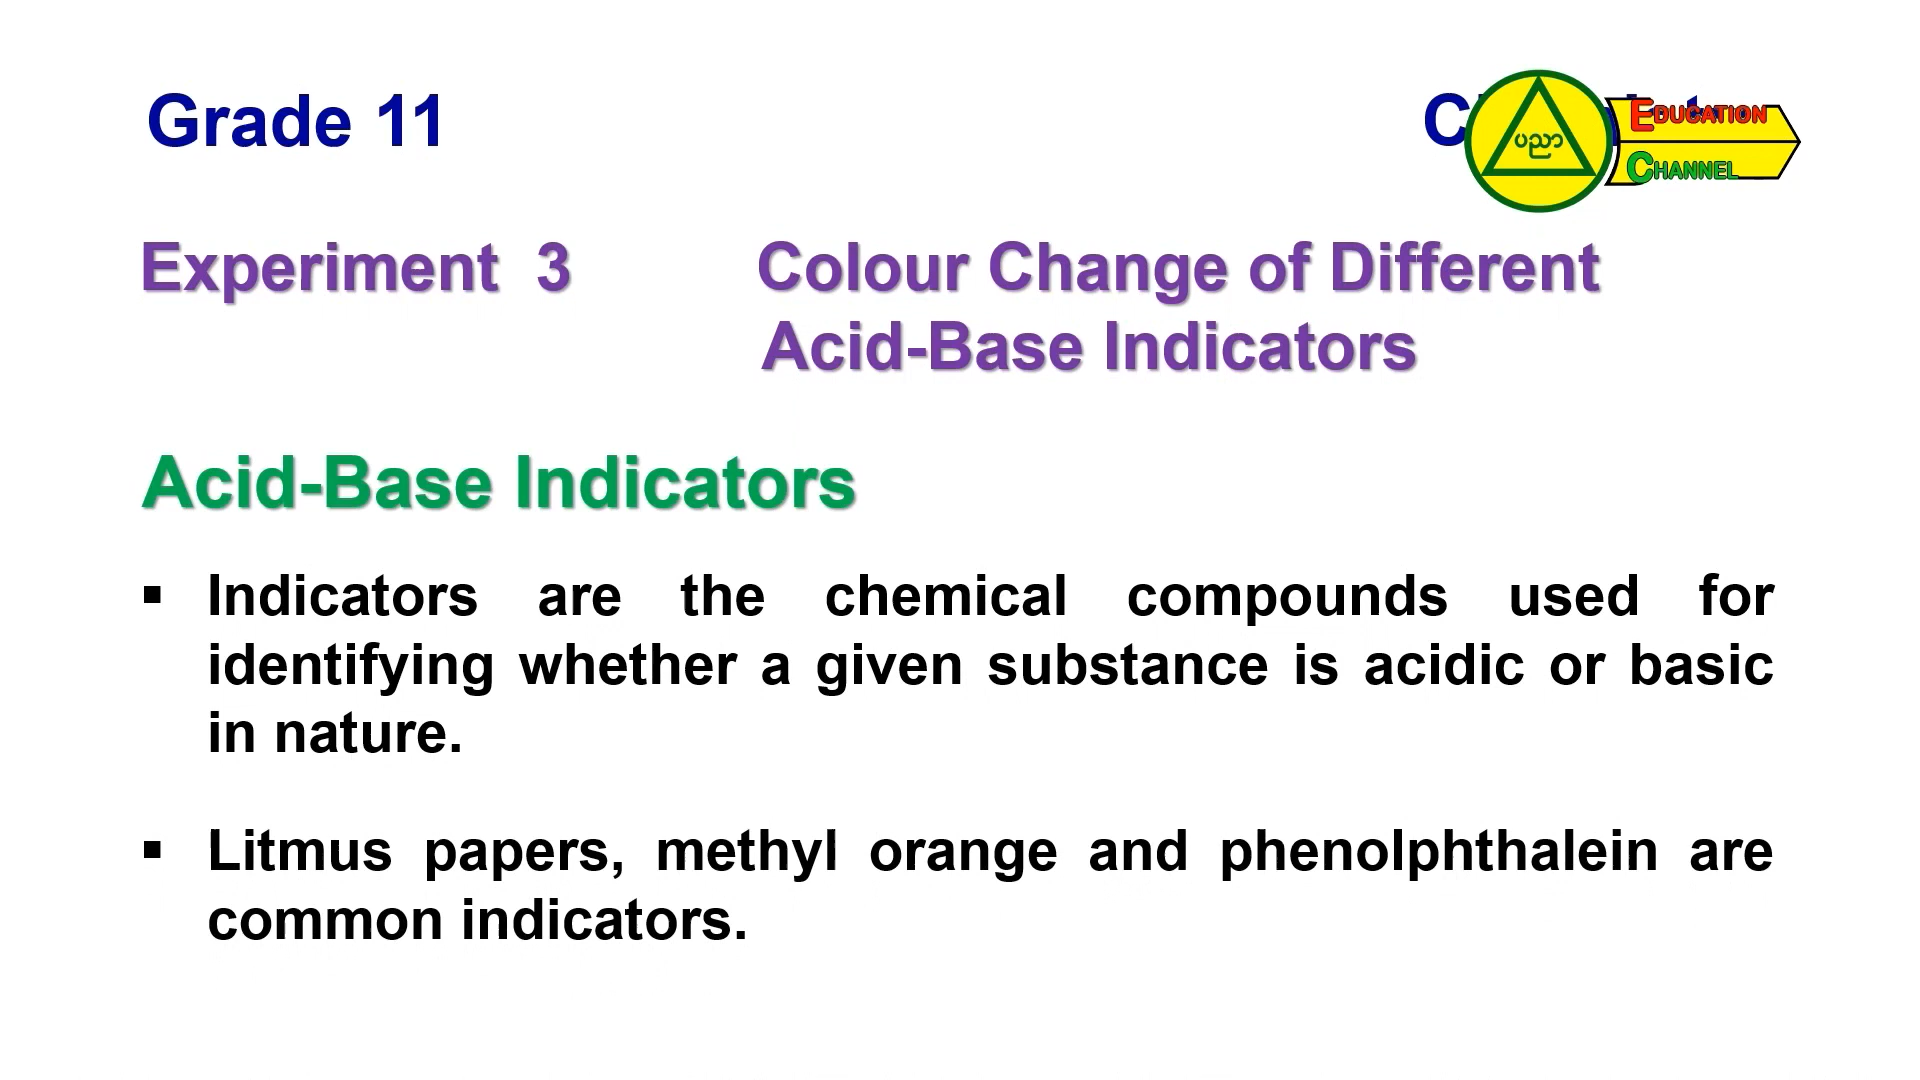 Grade 11
ပညာ
EDUCATION
CHANNEL
Experiment 3 Colour Change of Different
Acid-Base Indicators
Acid-Base Indicators
▪ Indicators are the chemical compounds used for
identifying whether a given substance is acidic or basic
in nature.
▪ Litmus papers, methyl orange and phenolphthalein are
common indicators.